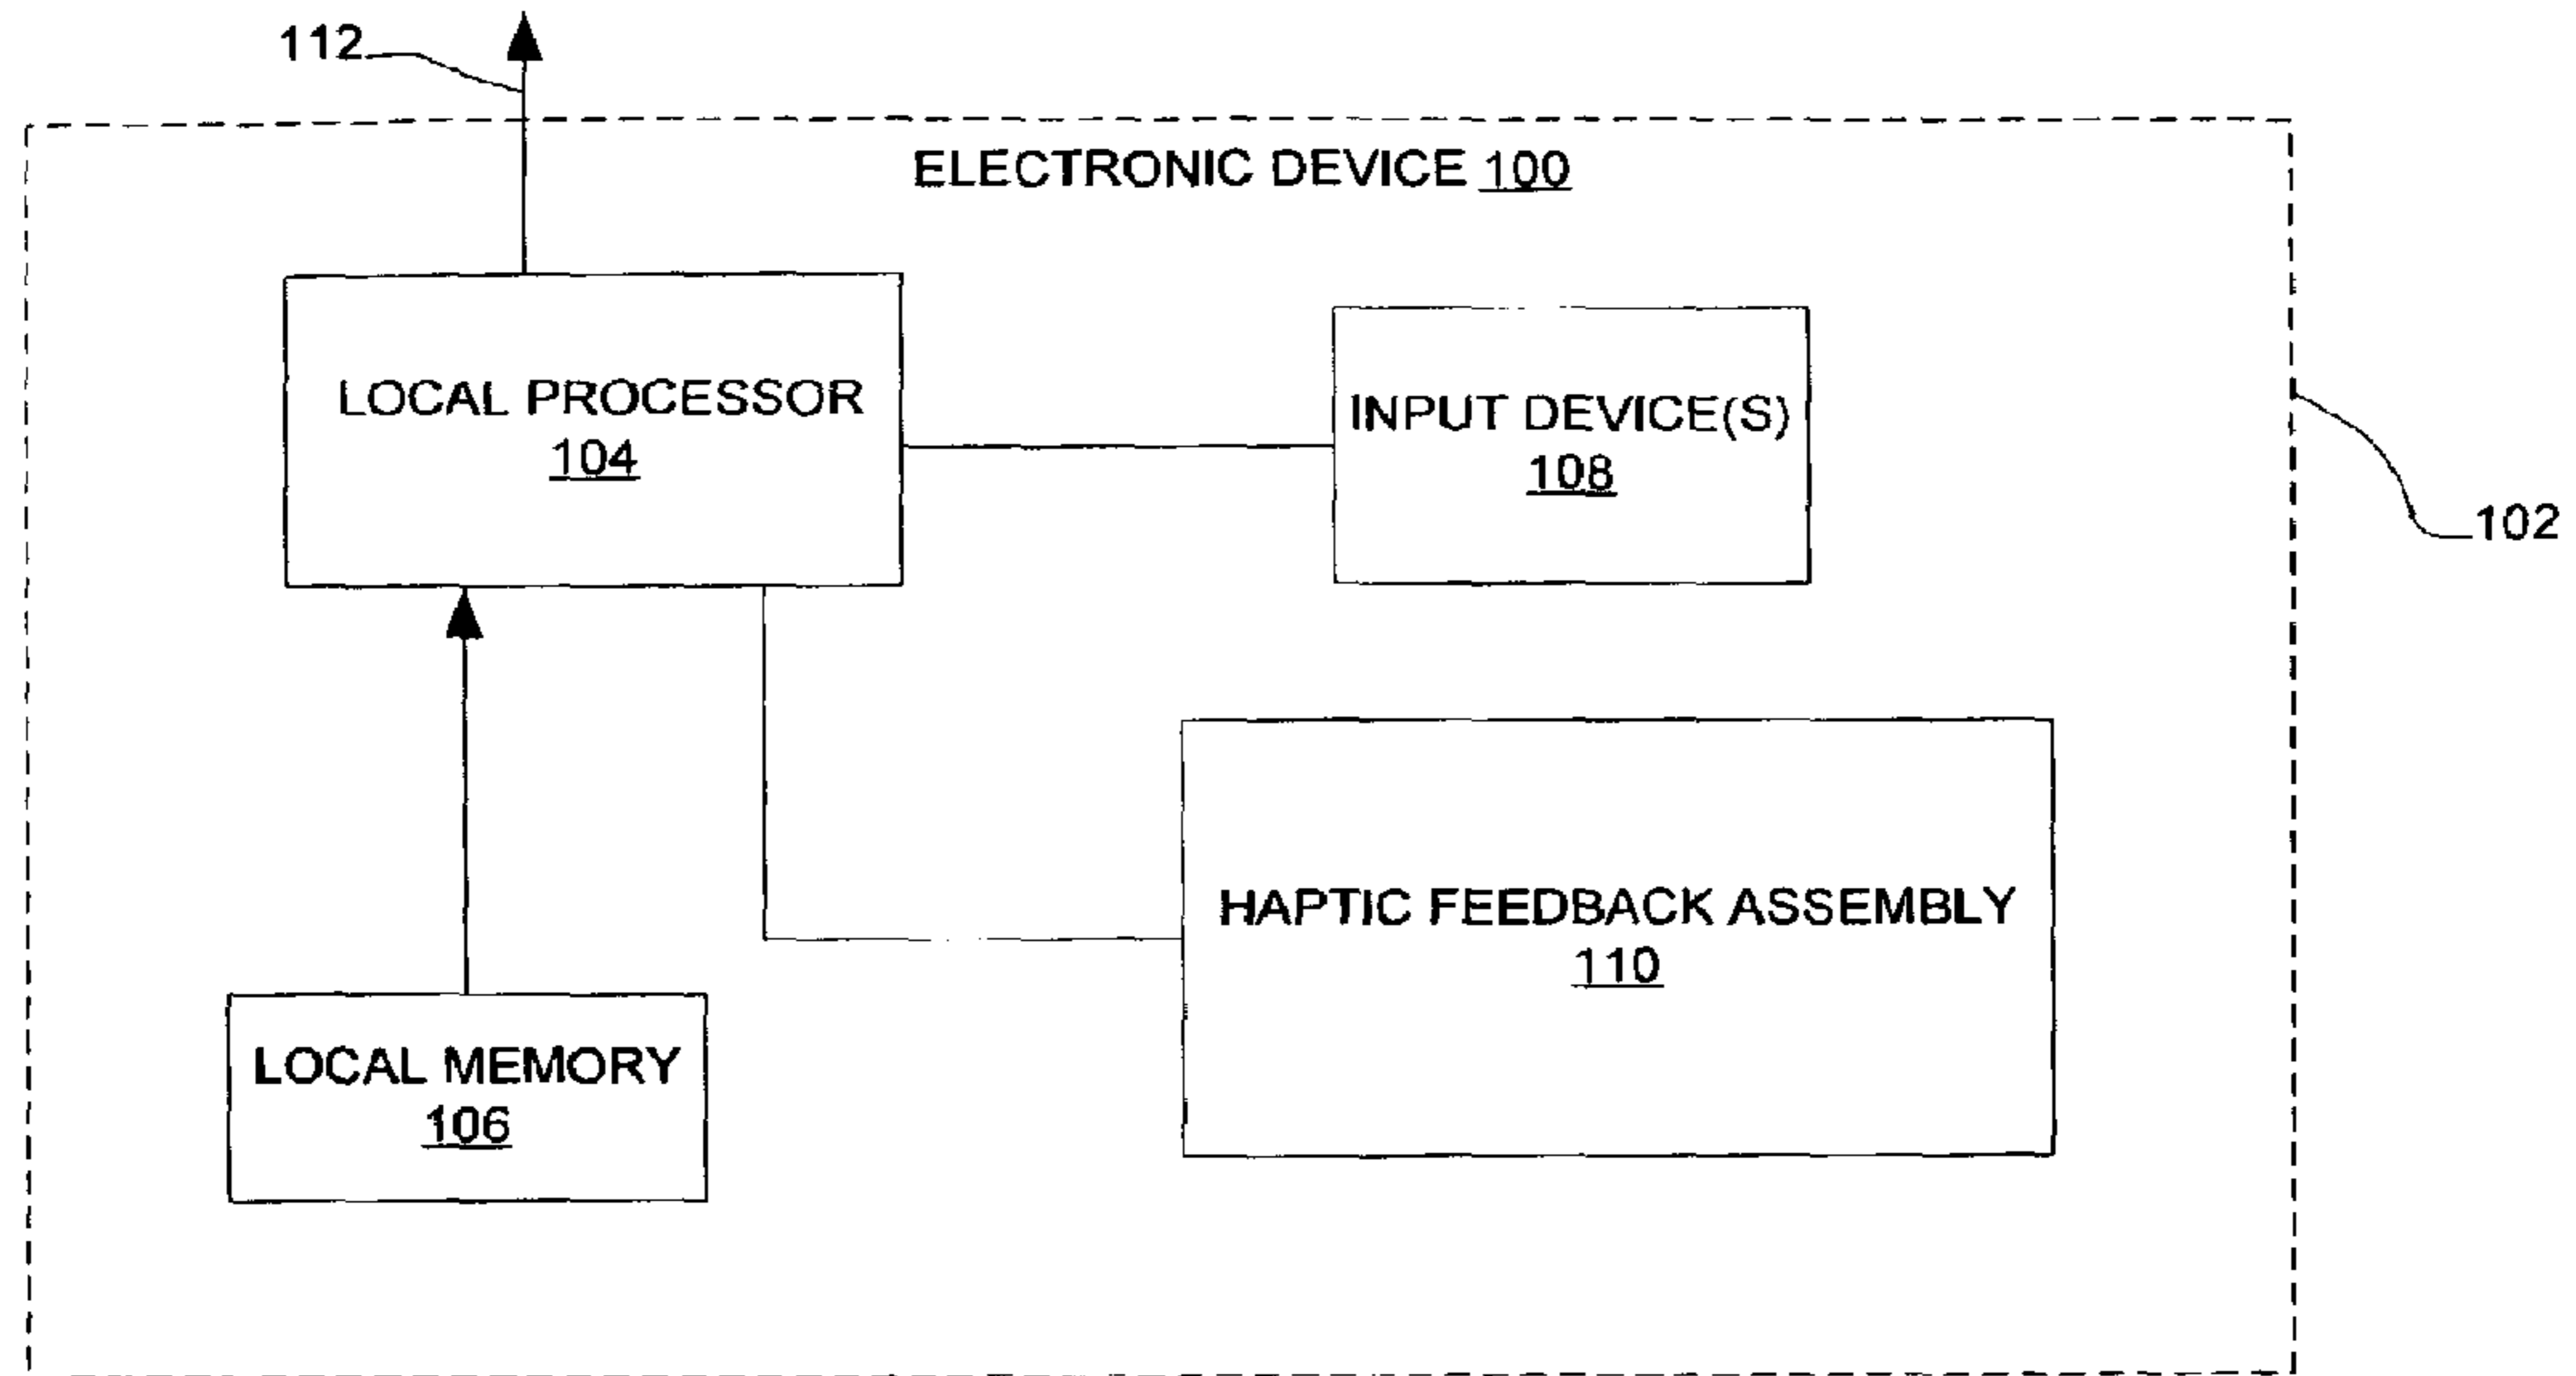 112
ELECTRONIC DEVICE 100
LOCAL PROCESSOR
104
INPUT DEVICE(S)
108
102
HAPTIC FEEDBACK ASSEMBLY
110
LOCAL MEMORY
106